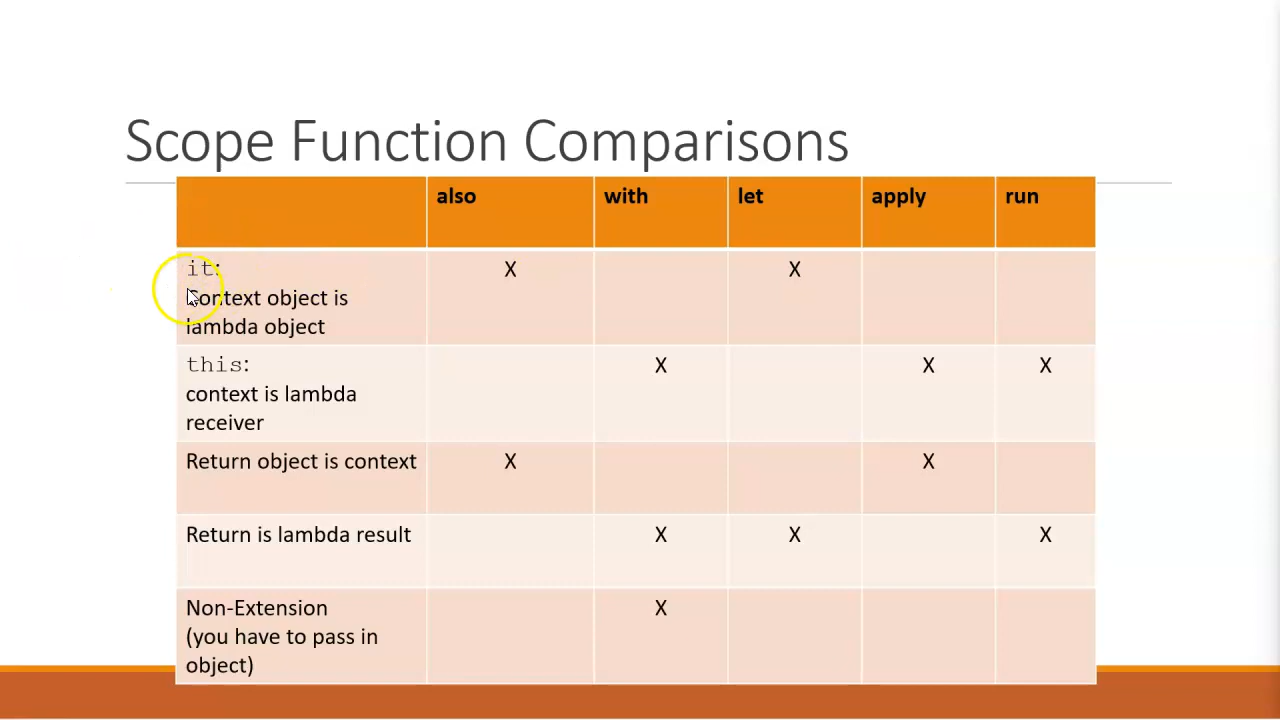 Scope Function Comparisons
also with let apply run
it: X X
Context object is
lambda object
this: X X X
context is lambda
receiver
Return object is context X X
Return is lambda result X X X
Non-Extension X
(you have to pass in
object)